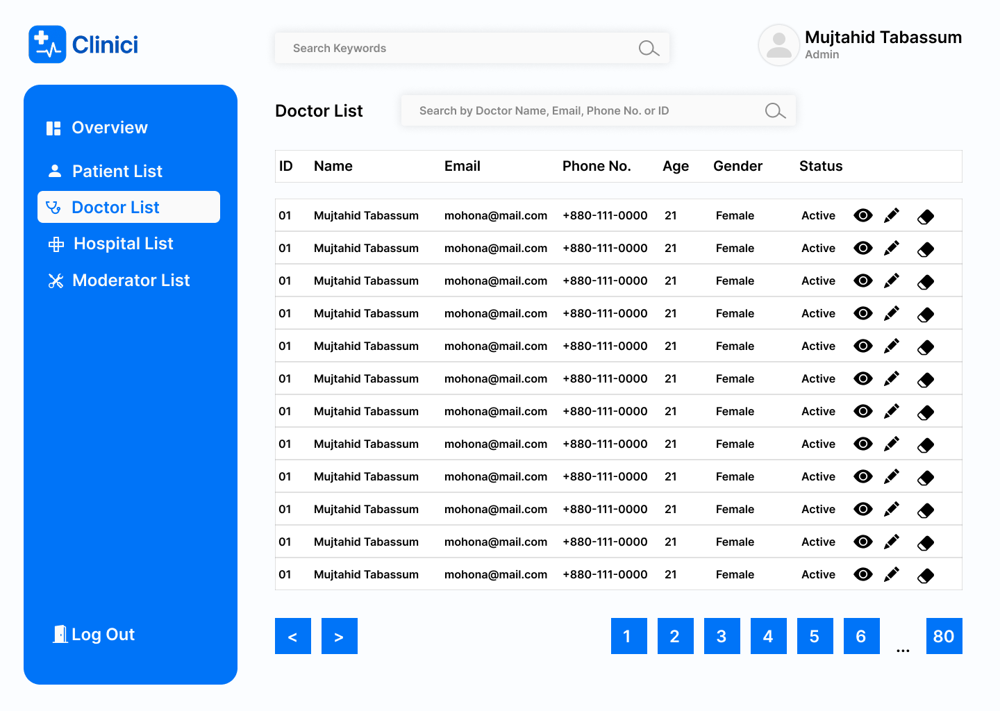 Clinici
Search Keywords
Mujtahid Tabassum
Admin
Overview
Patient List
Doctor List
Hospital List
Moderator List
Log Out
Doctor List
Search by Doctor Name, Email, Phone No. or ID
ID Name Email Phone No. Age Gender Status
01 Mujtahid Tabassum mohona@mail.com +880-111-0000 21 Female Active
01 Mujtahid Tabassum mohona@mail.com +880-111-0000 21 Female Active
01 Mujtahid Tabassum mohona@mail.com +880-111-0000 21 Female Active
01 Mujtahid Tabassum mohona@mail.com +880-111-0000 21 Female Active
01 Mujtahid Tabassum mohona@mail.com +880-111-0000 21 Female Active
01 Mujtahid Tabassum mohona@mail.com +880-111-0000 21 Female Active
01 Mujtahid Tabassum mohona@mail.com +880-111-0000 21 Female Active
01 Mujtahid Tabassum mohona@mail.com +880-111-0000 21 Female Active
01 Mujtahid Tabassum mohona@mail.com +880-111-0000 21 Female Active
01 Mujtahid Tabassum mohona@mail.com +880-111-0000 21 Female Active
01 Mujtahid Tabassum mohona@mail.com +880-111-0000 21 Female Active
01 Mujtahid Tabassum mohona@mail.com +880-111-0000 21 Female Active
< > 1 2 3 4 5 6 ... 80